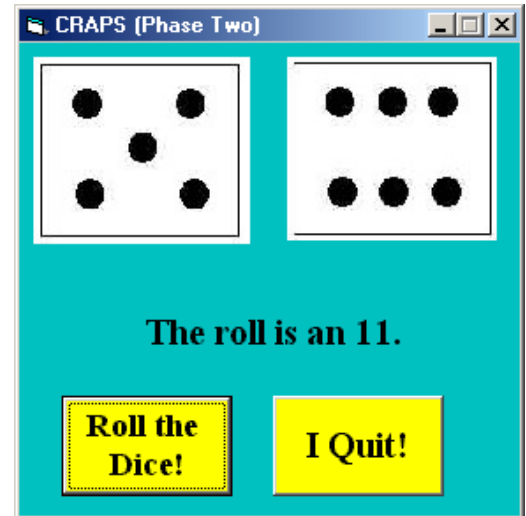 CRAPS (Phase Two)
The roll is an 11.
Roll the
Dice!
I Quit!